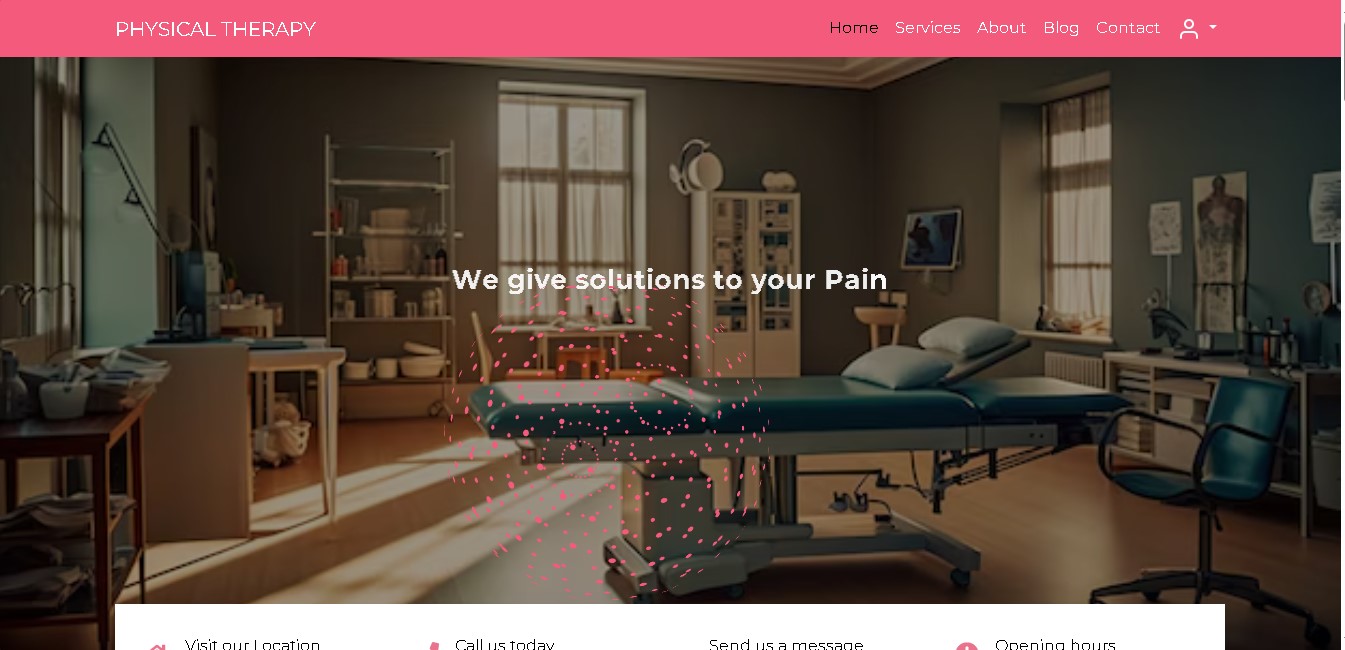 PHYSICAL THERAPY
Home Services About Blog Contact
We give solutions to your Pain
Visit our Location Call us today Send us a message Opening hours